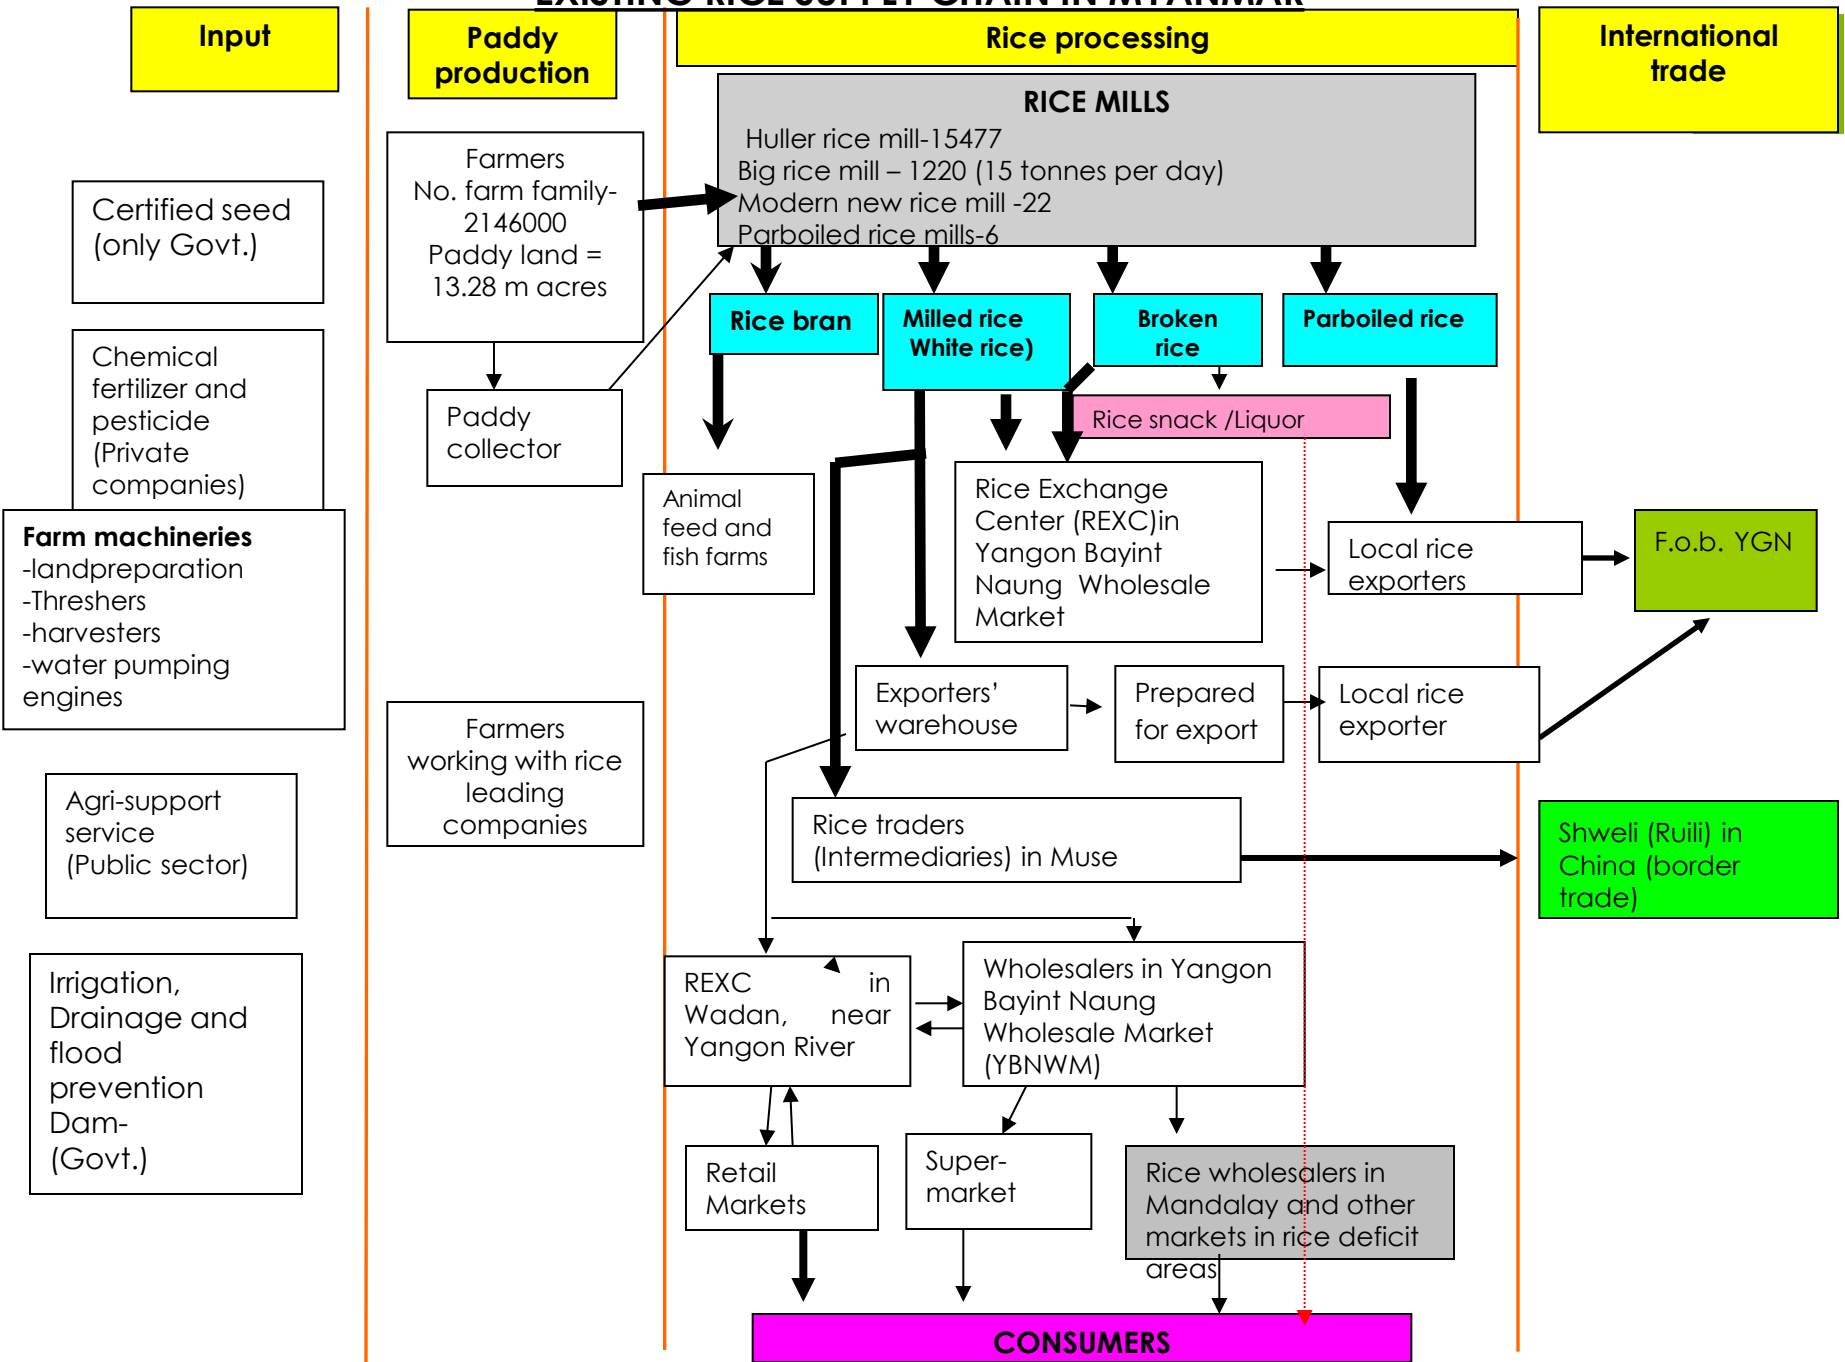 EXISTING RICE SUPPLY CHAIN IN MYANMAR
Input
Paddy
production
Rice processing
International
trade
RICE MILLS
Huller rice mill-15477
Big rice mill – 1220 (15 tonnes per day)
Modern new rice mill -22
Parboiled rice mills-6
Farmers
No. farm family-
2146000
Paddy land =
13.28 m acres
Certified seed
(only Govt.)
Rice bran
Milled rice
White rice)
Broken
rice
Parboiled rice
Chemical
fertilizer and
pesticide
(Private
companies)
Paddy
collector
Rice snack /Liquor
Animal
feed and
fish farms
Rice Exchange
Center (REXC)in
Yangon Bayint
Naung Wholesale
Market
Local rice
exporters
F.o.b. YGN
Farm machineries
-landpreparation
-Threshers
-harvesters
-water pumping
engines
Exporters’
warehouse
Prepared
for export
Local rice
exporter
Farmers
working with rice
leading
companies
Agri-support
service
(Public sector)
Rice traders
(Intermediaries) in Muse
Shweli (Ruili) in
China (border
trade)
Irrigation,
Drainage and
flood
prevention
Dam-
(Govt.)
REXC in
Wadan, near
Yangon River
Wholesalers in Yangon
Bayint Naung
Wholesale Market
(YBNWM)
Retail
Markets
Super-
market
Rice wholesalers in
Mandalay and other
markets in rice deficit
areas
CONSUMERS